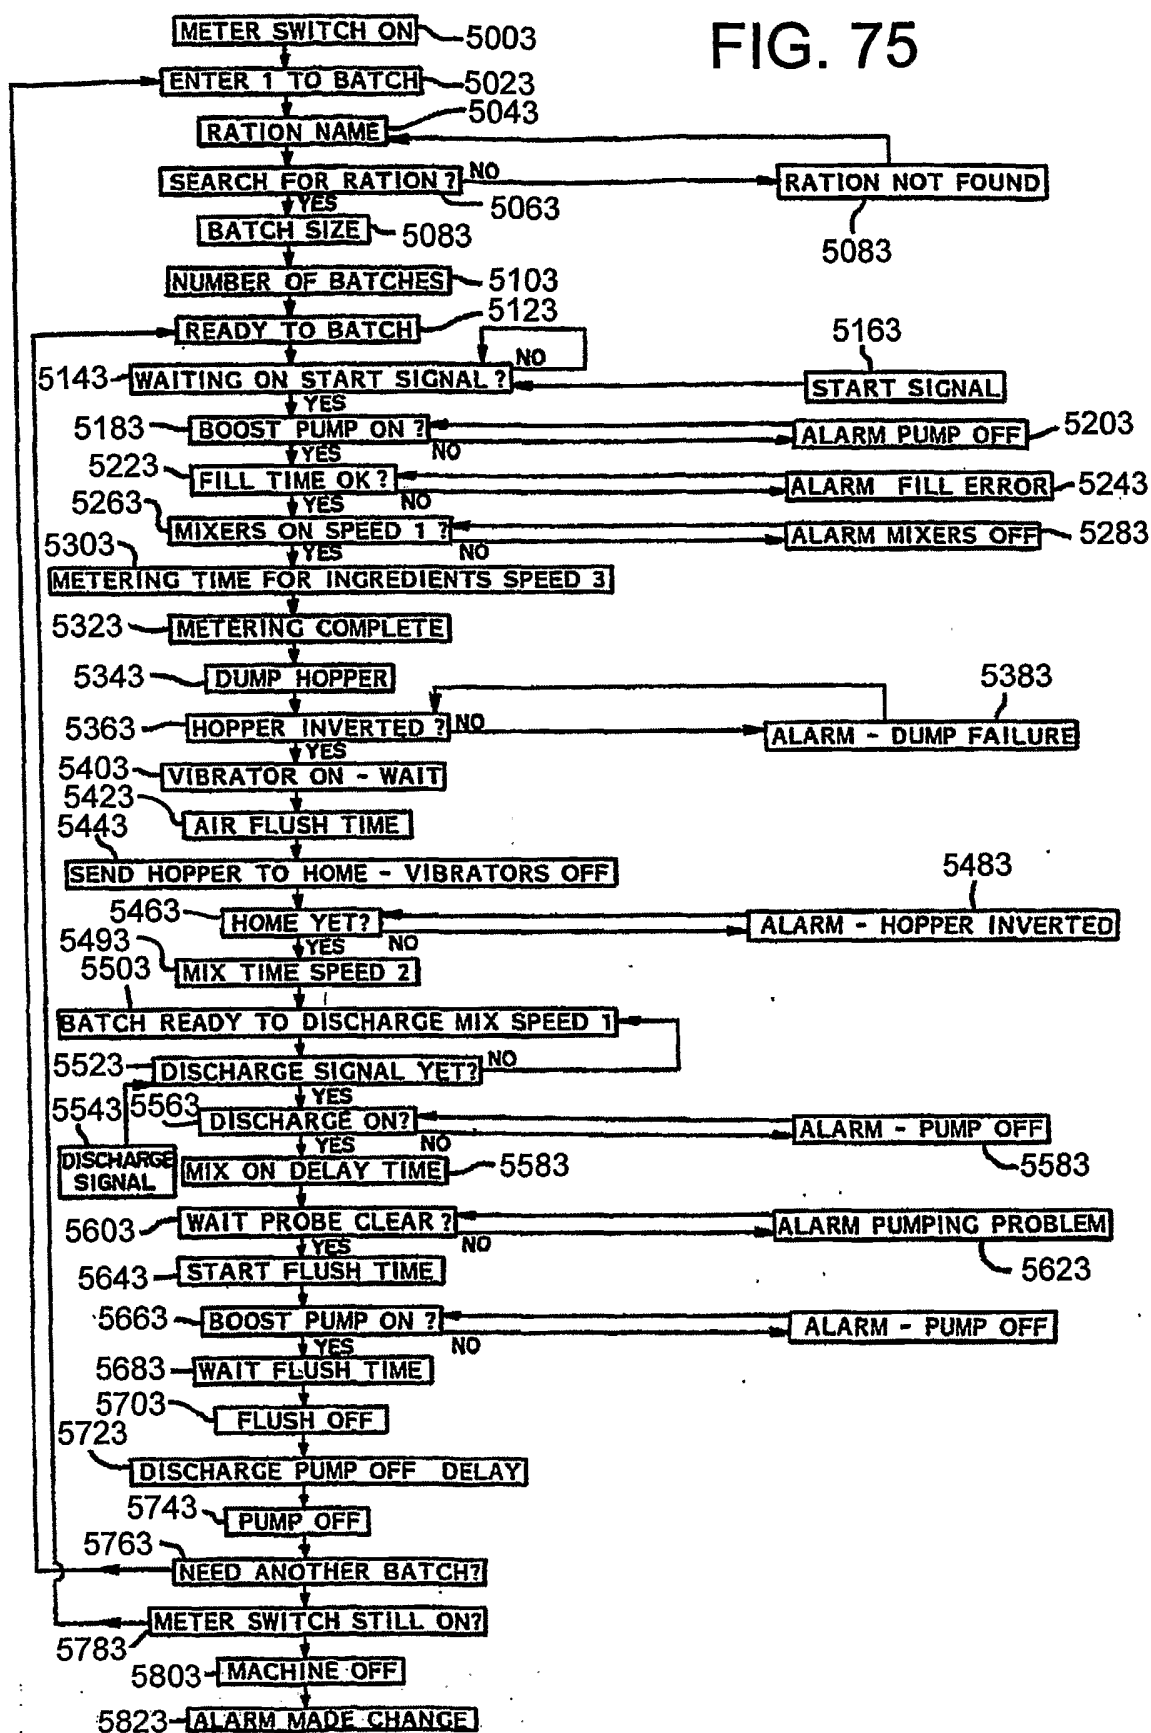 FIG. 75
METER SWITCH ON 5003
ENTER 1 TO BATCH 5023
5043
RATION NAME
SEARCH FOR RATION ? NO RATION NOT FOUND
YES 5063
BATCH SIZE 5083 5083
NUMBER OF BATCHES 5103
READY TO BATCH 5123
NO 5163
5143 WAITING ON START SIGNAL ? START SIGNAL
YES
5183 BOOST PUMP ON ? ALARM PUMP OFF 5203
YES NO
5223 FILL TIME OK ? ALARM FILL ERROR 5243
YES NO
5263 MIXERS ON SPEED 1 ? ALARM MIXERS OFF 5283
YES NO
5303
METERING TIME FOR INGREDIENTS SPEED 3
5323 METERING COMPLETE
5343 DUMP HOPPER
5383
5363 HOPPER INVERTED ? NO ALARM - DUMP FAILURE
YES
5403 VIBRATOR ON - WAIT
5423 AIR FLUSH TIME
5443
SEND HOPPER TO HOME - VIBRATORS OFF
5483
5463 HOME YET? ALARM - HOPPER INVERTED
YES NO
5493 MIX TIME SPEED 2
5503
BATCH READY TO DISCHARGE MIX SPEED 1
5523 DISCHARGE SIGNAL YET? NO
YES
5543 5563 DISCHARGE ON? ALARM - PUMP OFF
YES NO
5583
DISCHARGE
SIGNAL
MIX ON DELAY TIME 5583
5603 WAIT PROBE CLEAR ? ALARM PUMPING PROBLEM
YES NO
5623
5643 START FLUSH TIME
5663 BOOST PUMP ON ? ALARM - PUMP OFF
YES NO
5683 WAIT FLUSH TIME
5703 FLUSH OFF
5723
DISCHARGE PUMP OFF DELAY
5743 PUMP OFF
5763
NEED ANOTHER BATCH?
METER SWITCH STILL ON?
5783
5803 MACHINE OFF
5823 ALARM MADE CHANGE